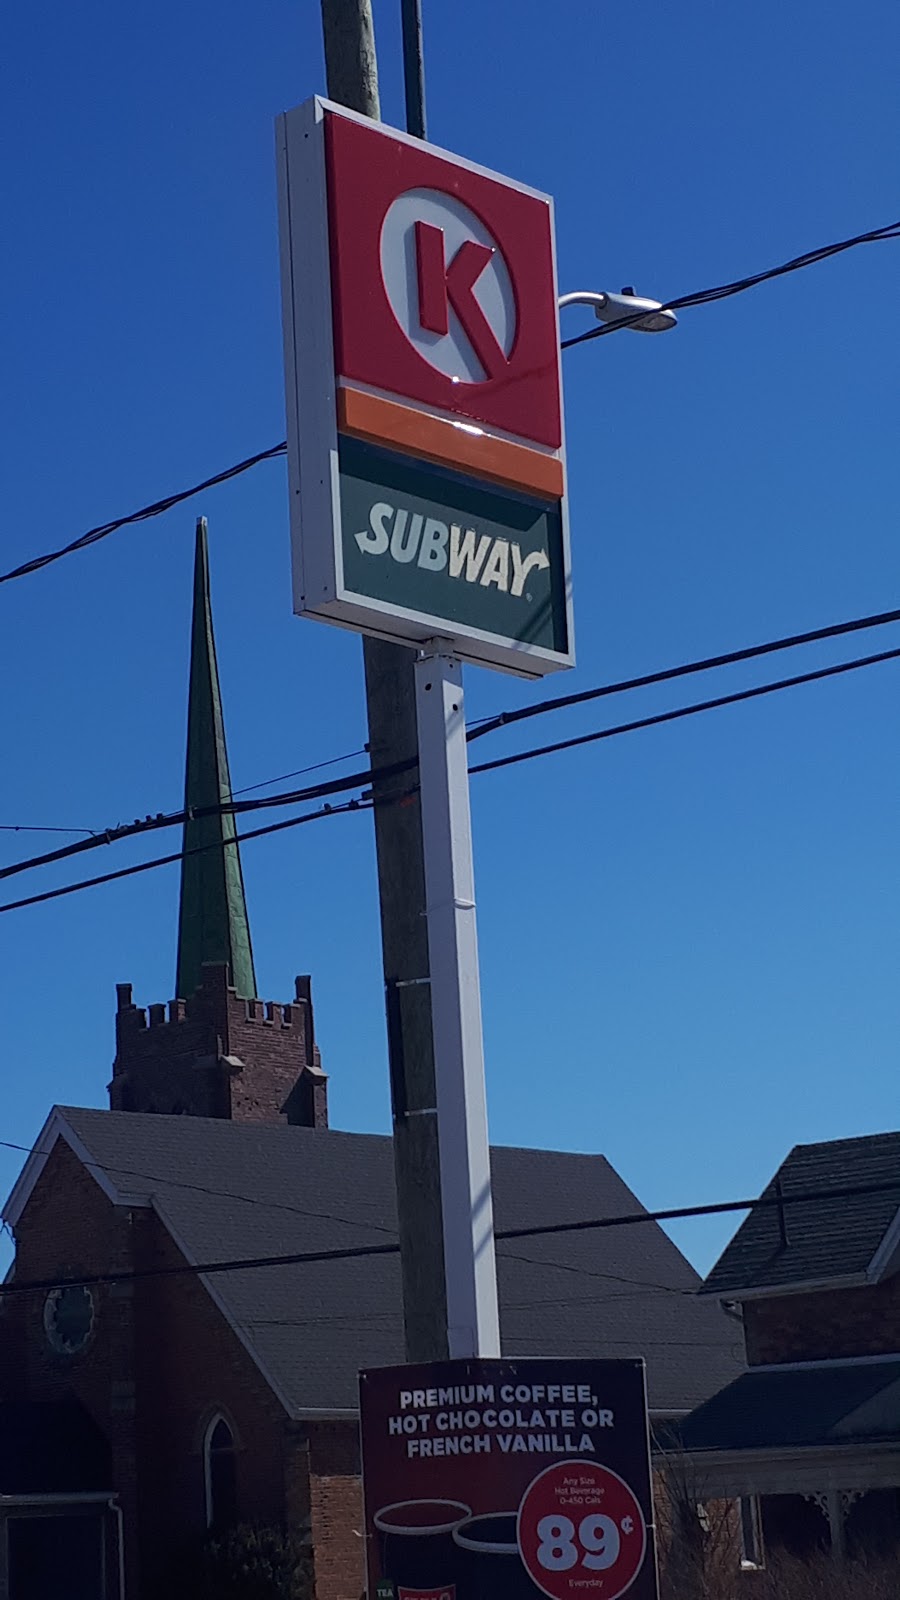 K
SUBWAY
PREMIUM COFFEE,
HOT CHOCOLATE OR
FRENCH VANILLA
Any Size
Hot Beverage
0-450 Cals
89¢
Everyday
TEA